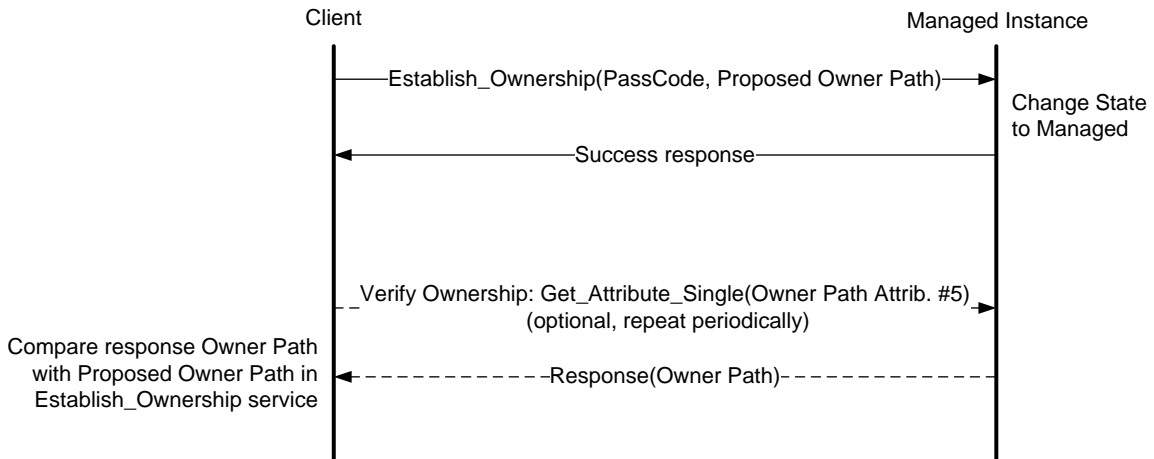 Client
Managed Instance
Establish_Ownership(PassCode, Proposed Owner Path)
Change State
to Managed
Success response
Verify Ownership: Get_Attribute_Single(Owner Path Attrib. #5)
(optional, repeat periodically)
Compare response Owner Path
with Proposed Owner Path in
Establish_Ownership service
Response(Owner Path)